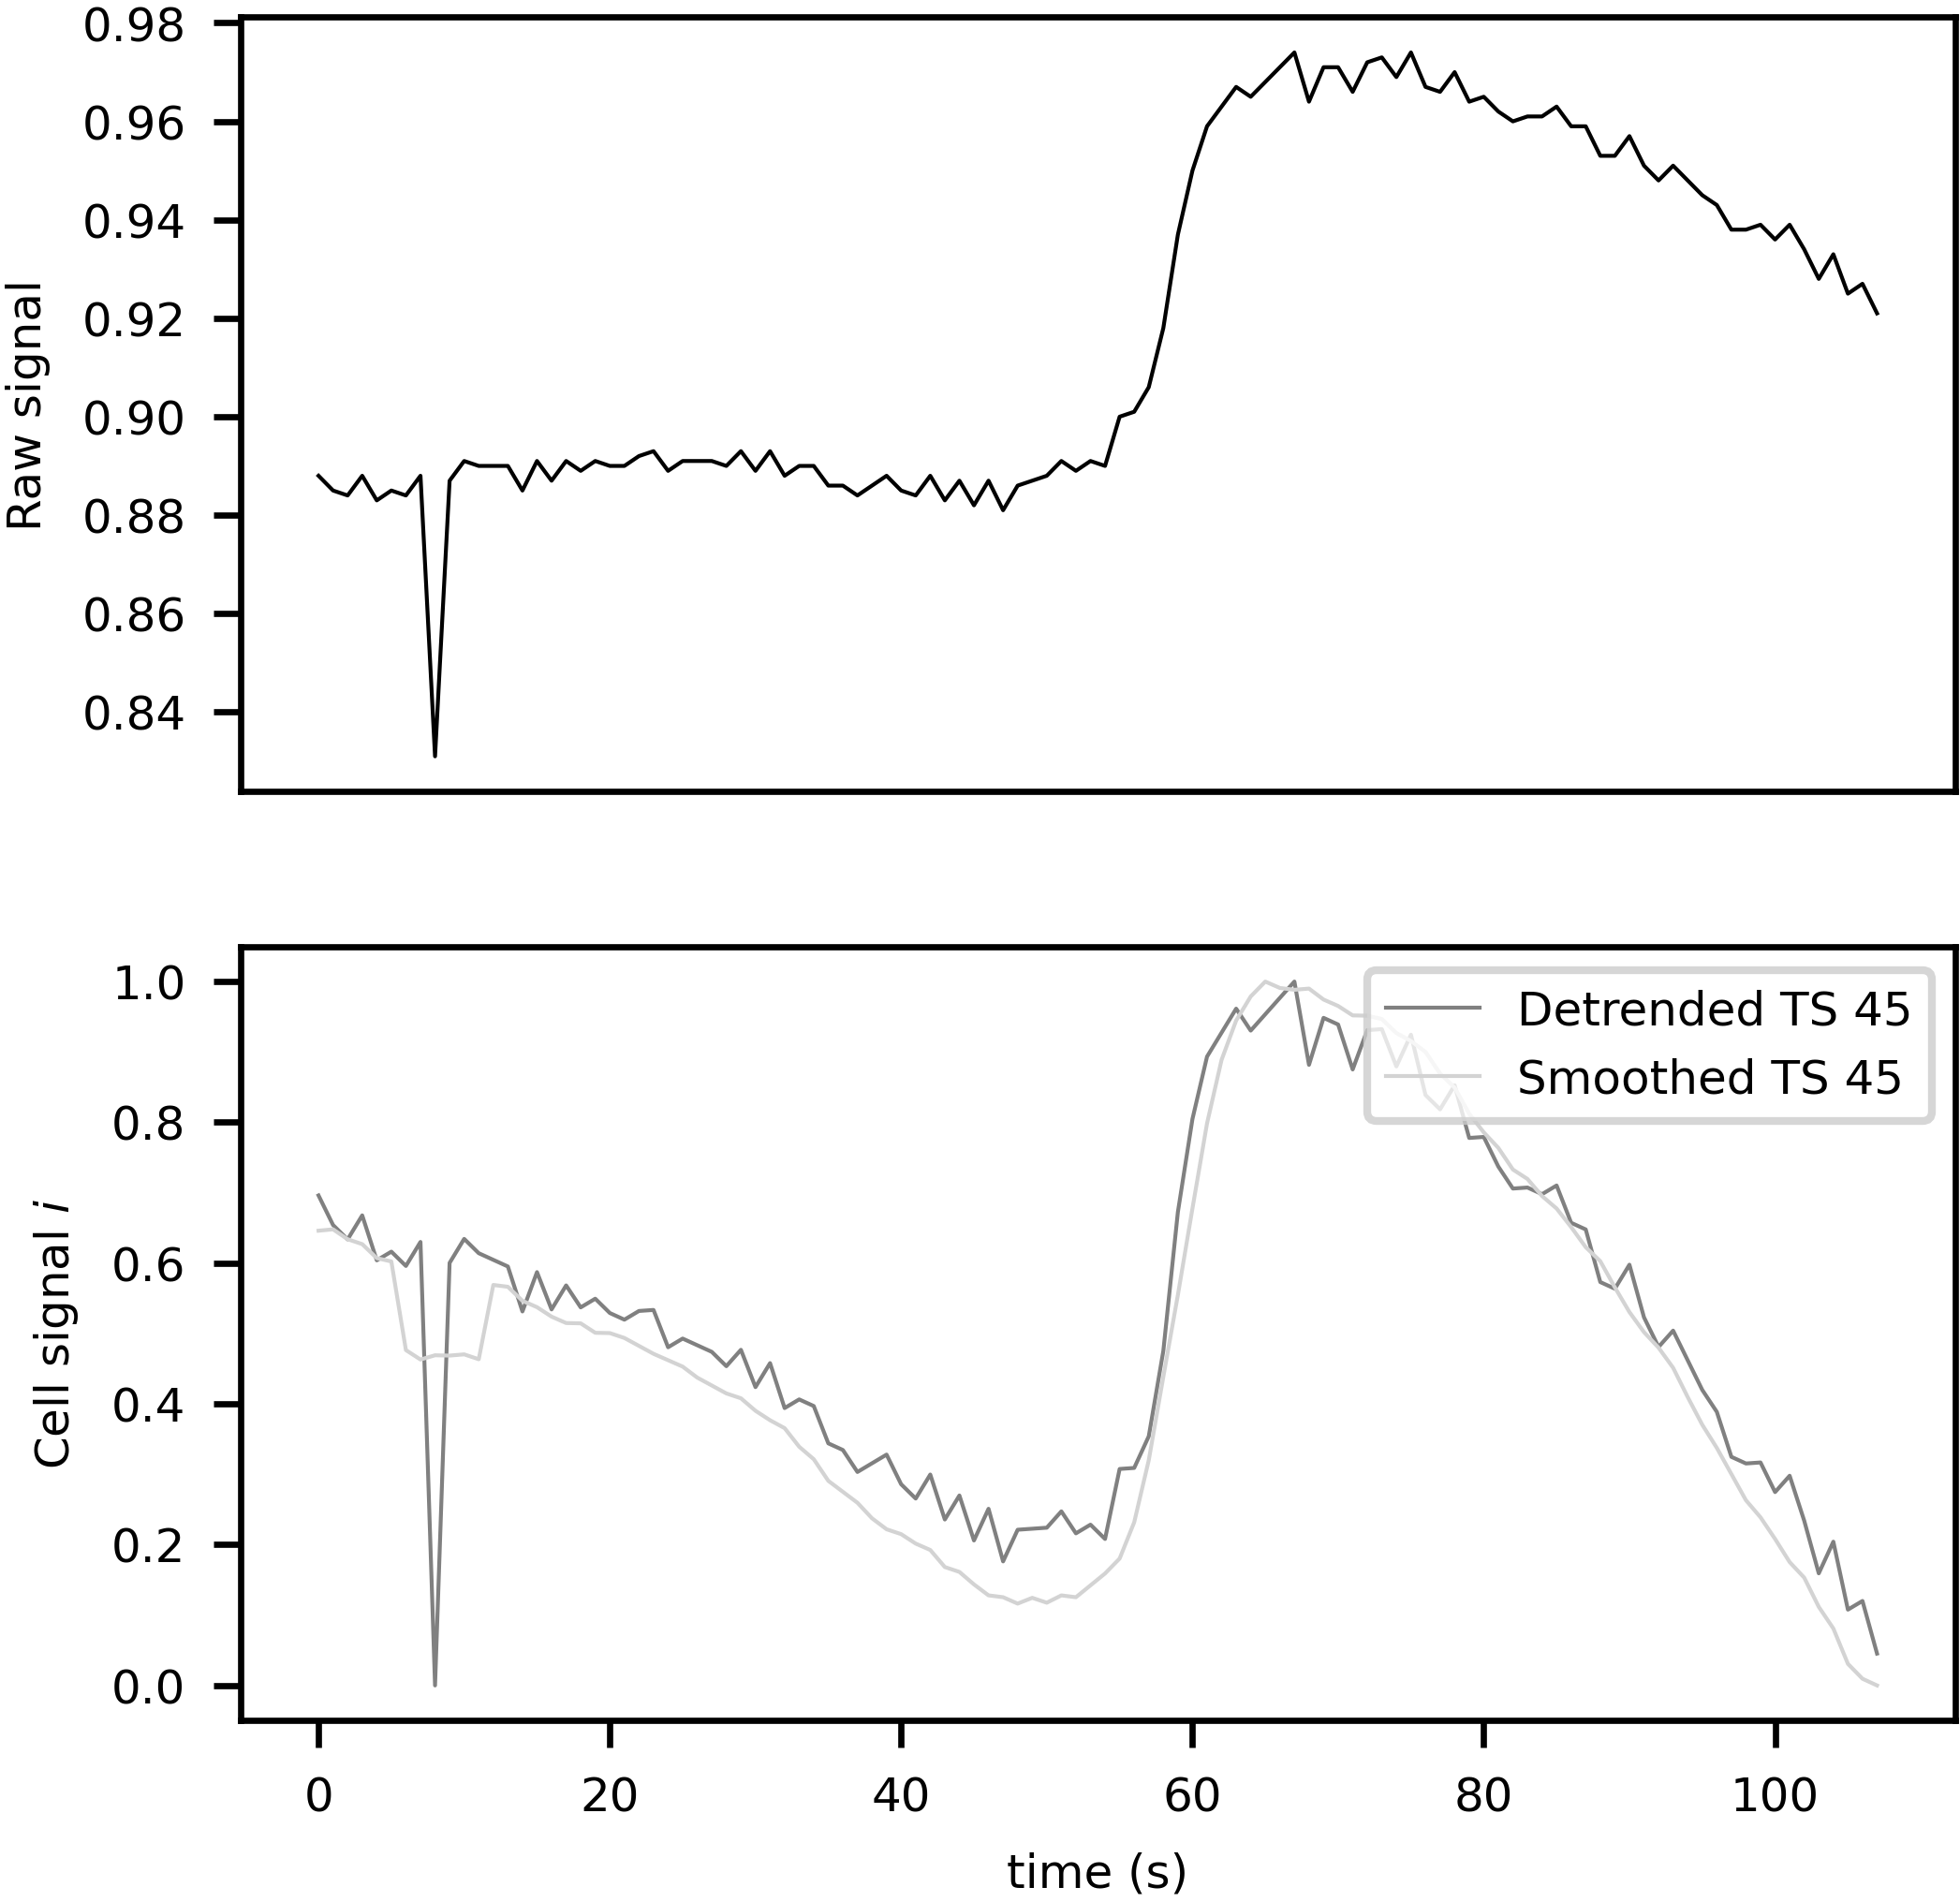 0.98
0.96
0.94
0.92
0.90
0.88
0.86
0.84
Raw signal
1.0
0.8
0.6
0.4
0.2
0.0
Cell signal i
Detrended TS 45
Smoothed TS 45
0 20 40 60 80 100
time (s)